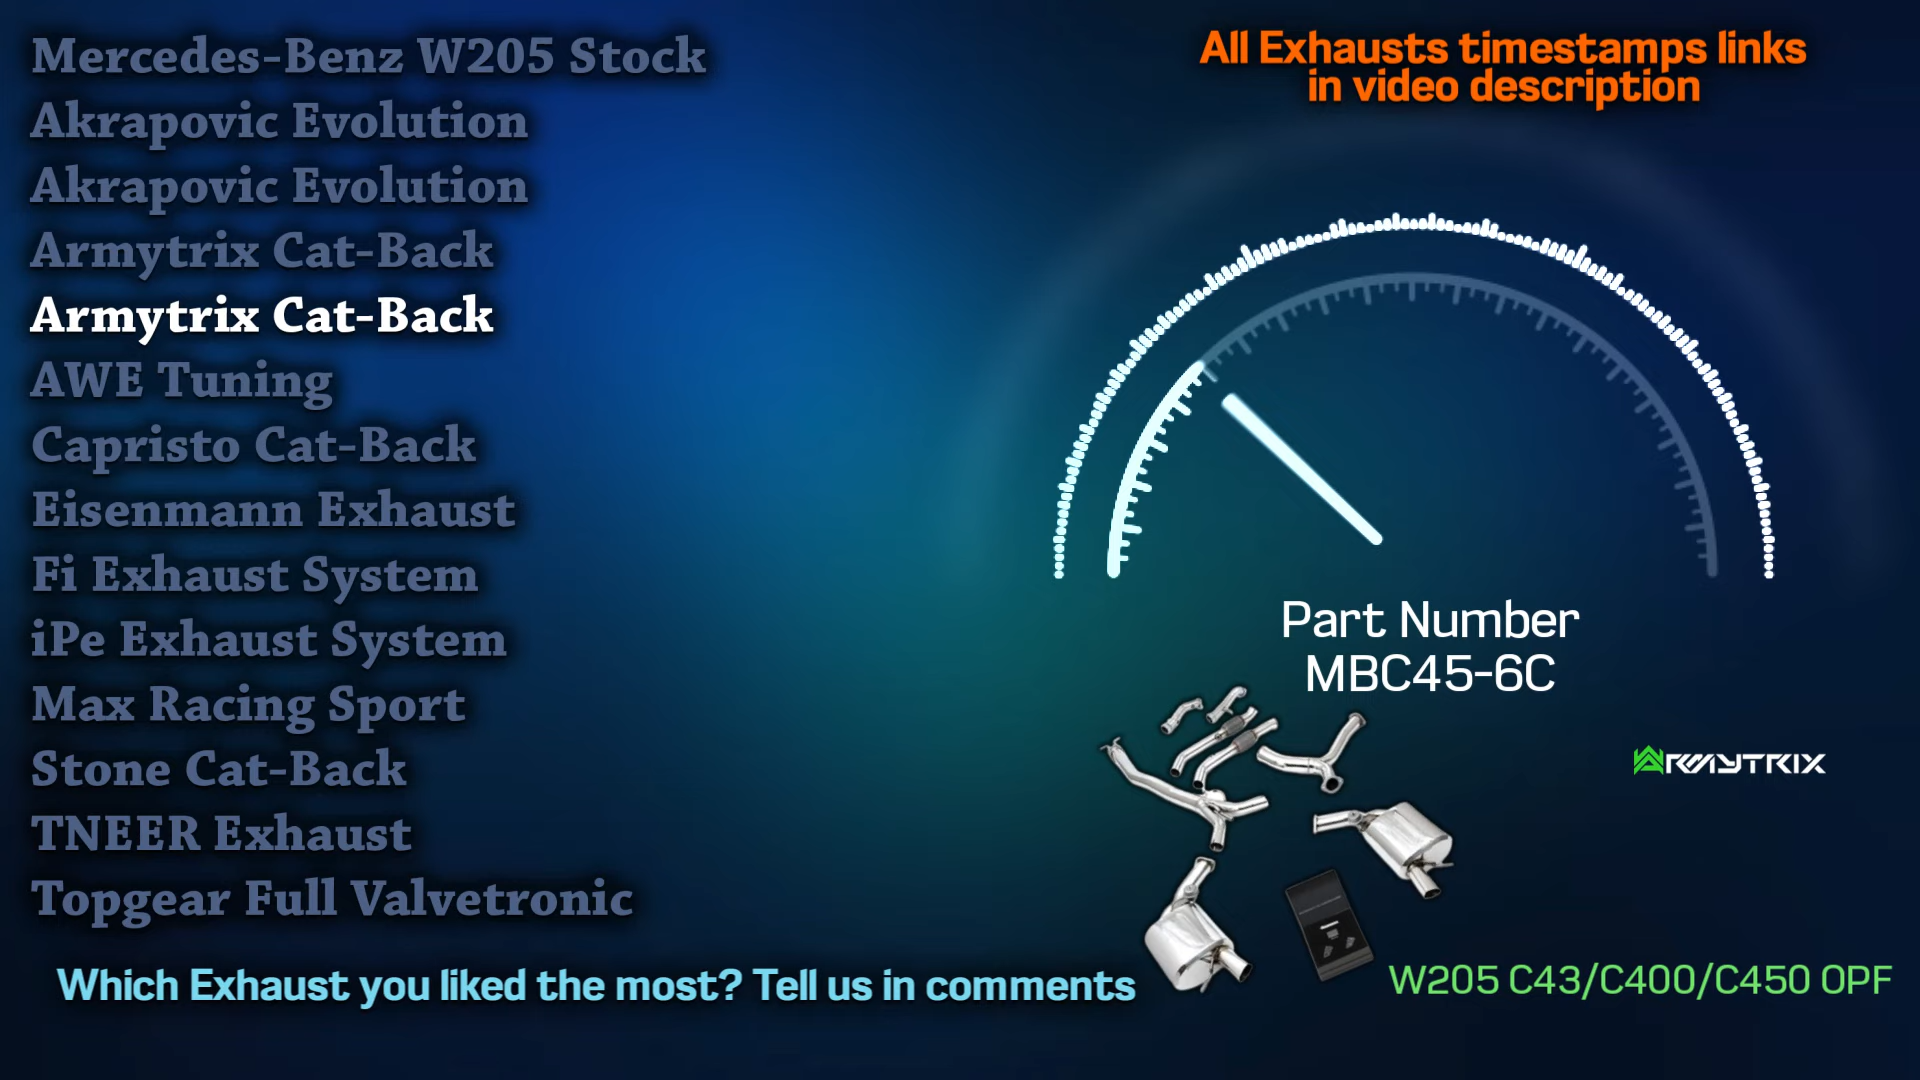 Mercedes-Benz W205 Stock
Akrapovic Evolution
Akrapovic Evolution
Armytrix Cat-Back
Armytrix Cat-Back
AWE Tuning
Capristo Cat-Back
Eisenmann Exhaust
Fi Exhaust System
iPe Exhaust System
Max Racing Sport
Stone Cat-Back
TNEER Exhaust
Topgear Full Valvetronic
Which Exhaust you liked the most? Tell us in comments
All Exhausts timestamps links
in video description
Part Number
MBC45-6C
ARMYTRIX
W205 C43/C400/C450 OPF